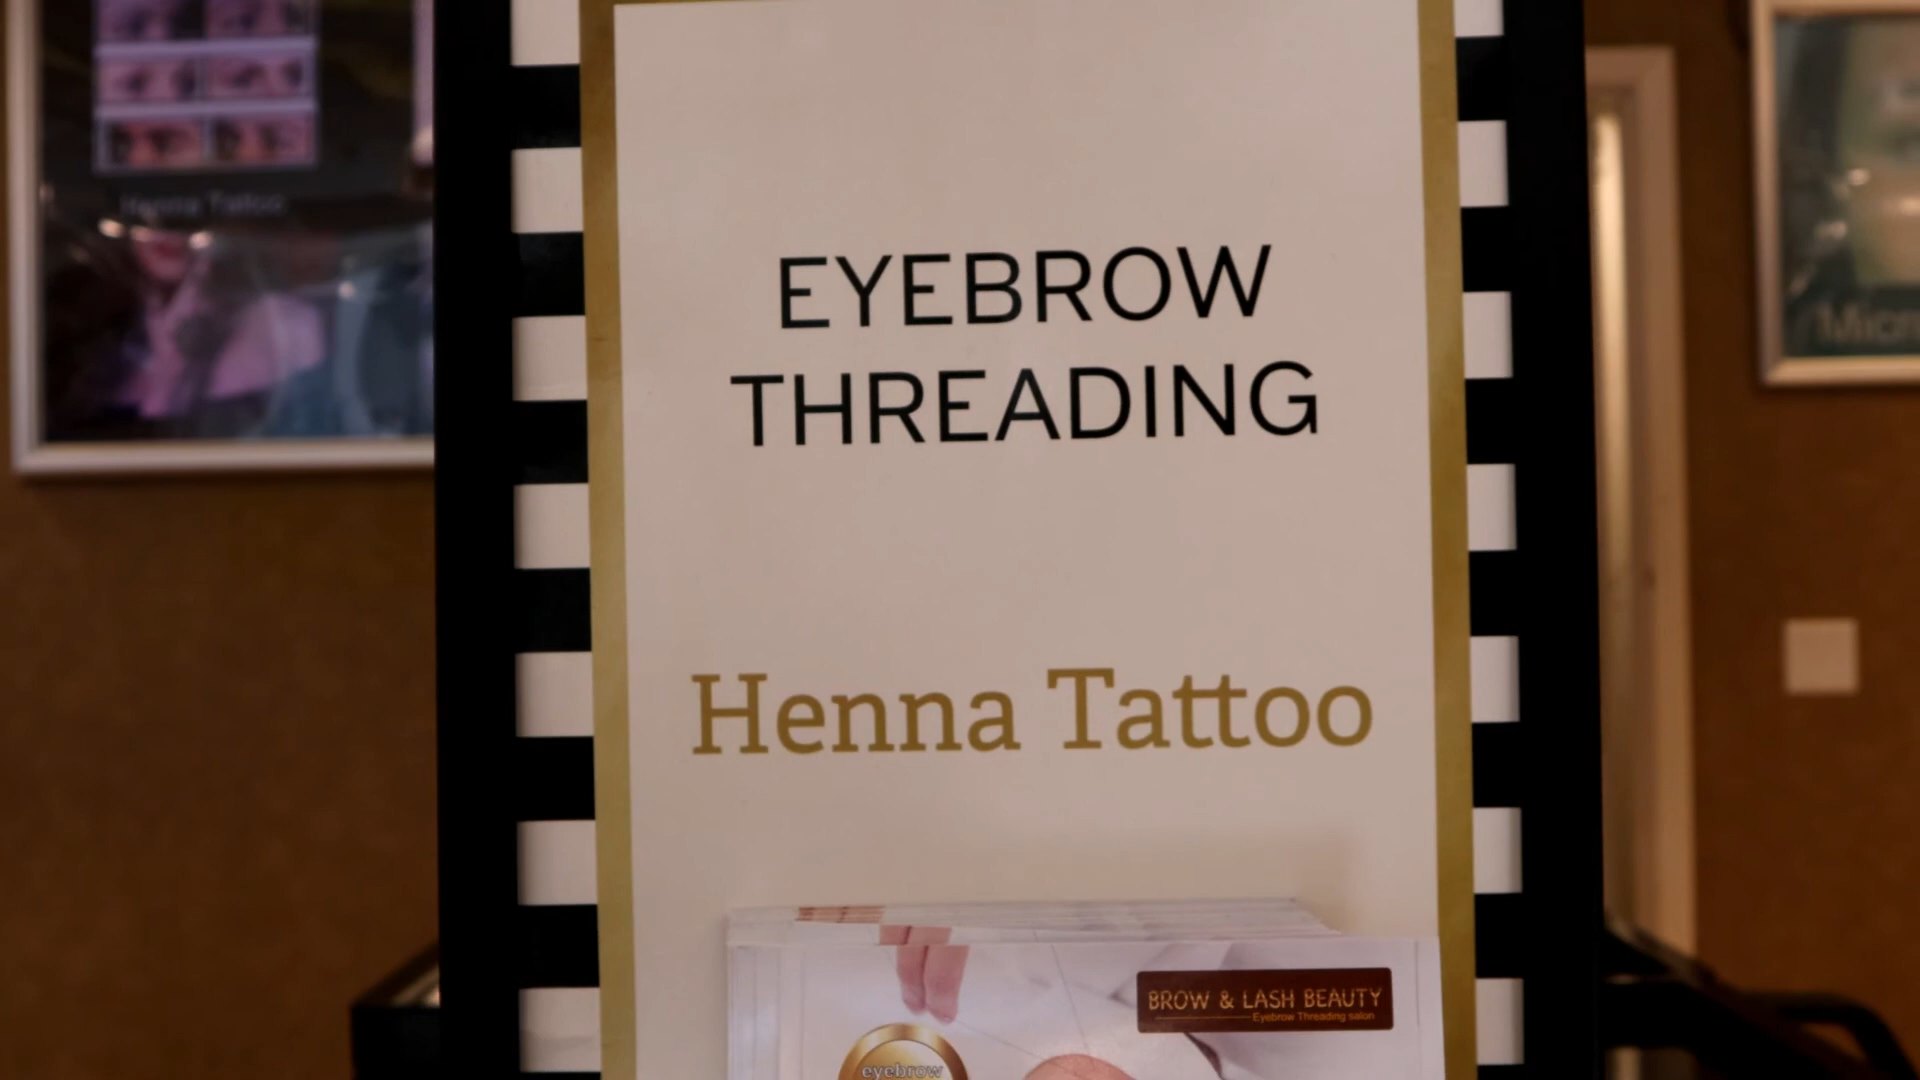 Henna Tattoo
EYEBROW
THREADING
Henna Tattoo
BROW & LASH BEAUTY
Eyebrow Threading salon
eyebrow